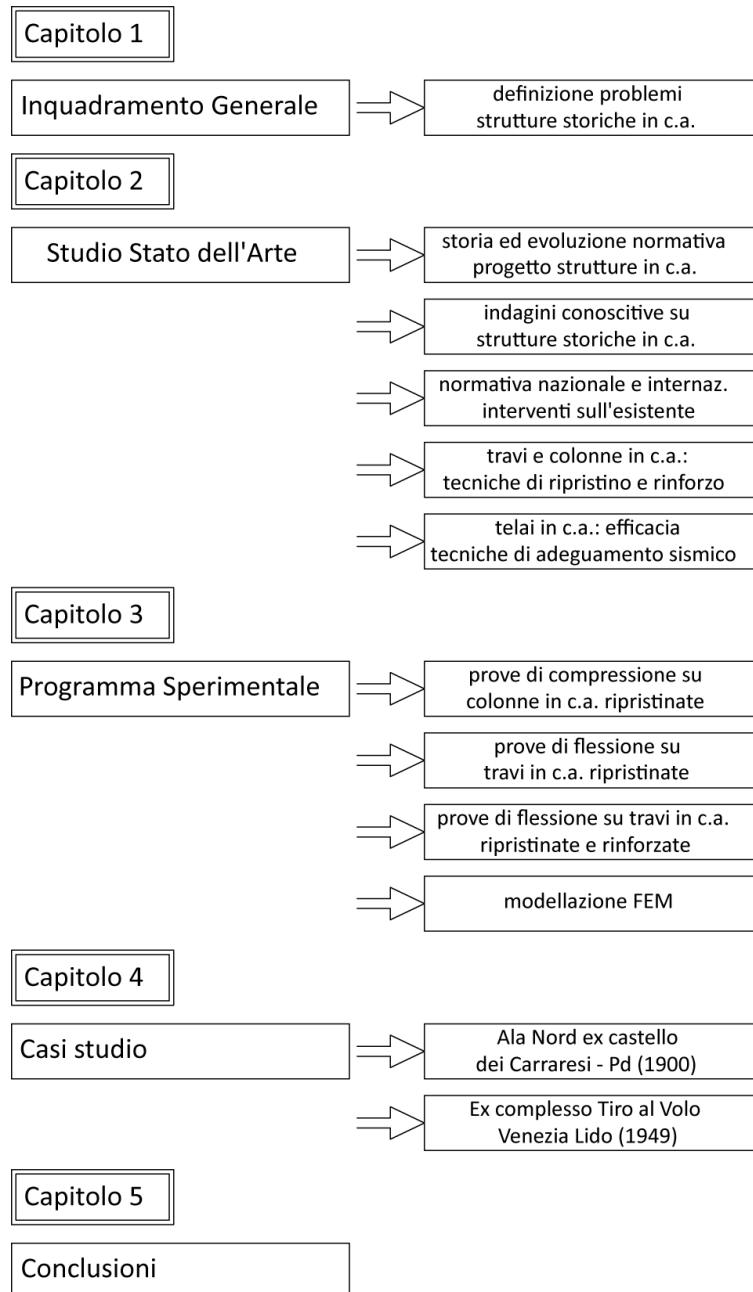 Capitolo 1
Inquadramento Generale
definizione problemi
strutture storiche in c.a.
Capitolo 2
Studio Stato dell'Arte
storia ed evoluzione normativa
progetto strutture in c.a.
indagini conoscitive su
strutture storiche in c.a.
normativa nazionale e internaz.
interventi sull'esistente
travi e colonne in c.a.:
tecniche di ripristino e rinforzo
telai in c.a.: efficacia
tecniche di adeguamento sismico
Capitolo 3
Programma Sperimentale
prove di compressione su
colonne in c.a. ripristinate
prove di flessione su
travi in c.a. ripristinate
prove di flessione su travi in c.a.
ripristinate e rinforzate
modellazione FEM
Capitolo 4
Casi studio
Ala Nord ex castello
dei Carraresi - Pd (1900)
Ex complesso Tiro al Volo
Venezia Lido (1949)
Capitolo 5
Conclusioni